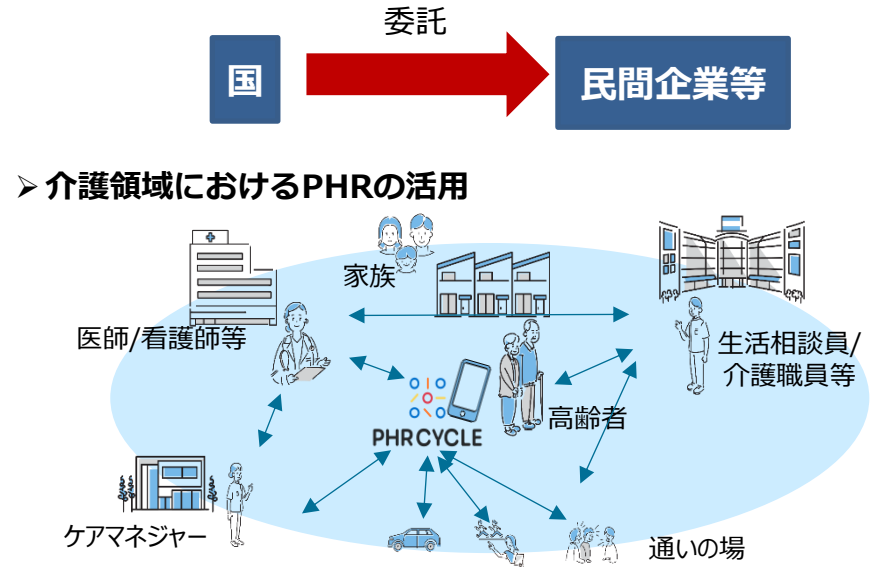 委託
国
民間企業等
➢ 介護領域におけるPHRの活用
家族
医師/看護師等
生活相談員/
介護職員等
高齢者
PHR CYCLE
ケアマネジャー
通いの場